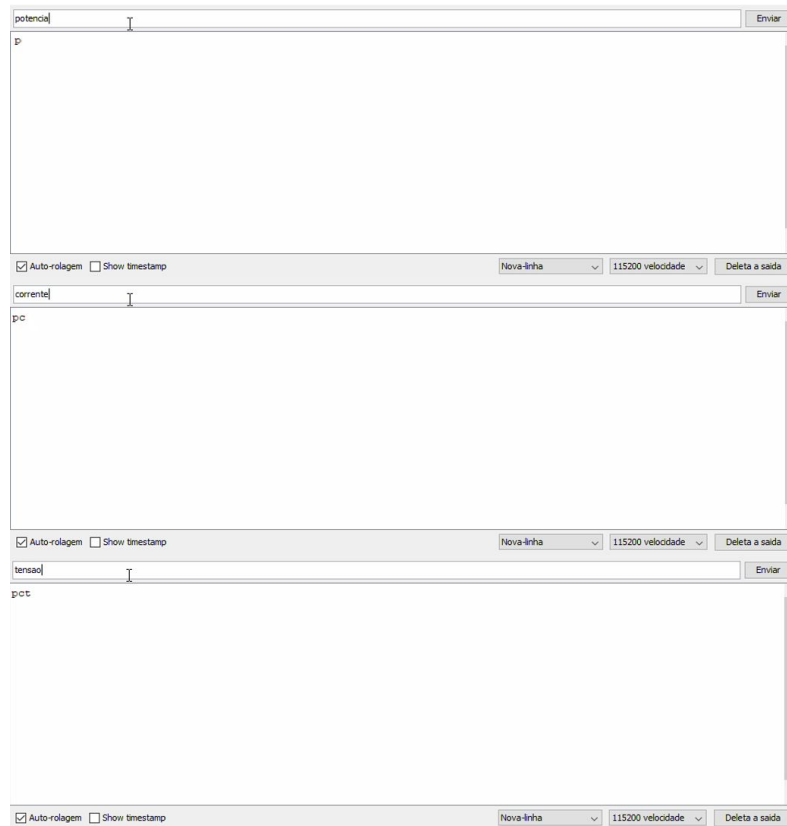 potencia Enviar
p
Auto-rolagem Show timestamp Nova-linha 115200 velocidade Deleta a saida
corrente Enviar
pc
Auto-rolagem Show timestamp Nova-linha 115200 velocidade Deleta a saida
tensao Enviar
pct
Auto-rolagem Show timestamp Nova-linha 115200 velocidade Deleta a saida